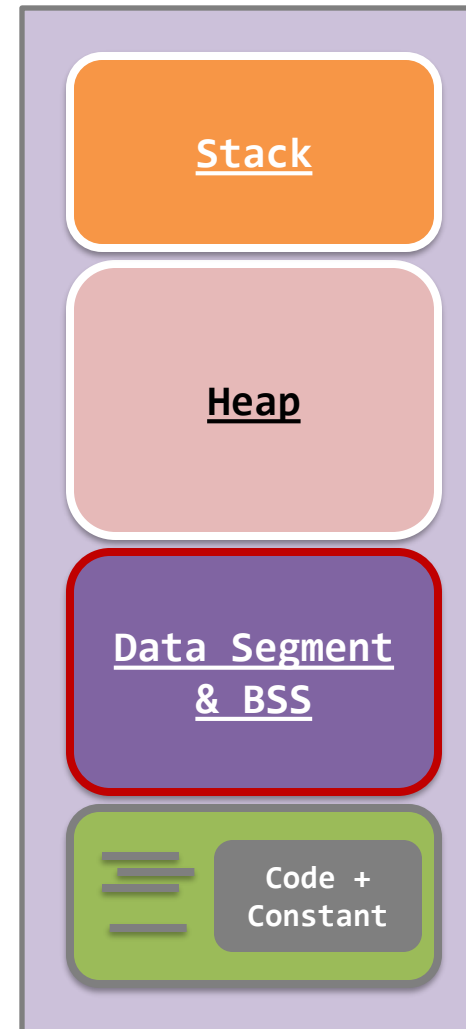 Stack
Heap
Data Segment
& BSS
Code +
Constant